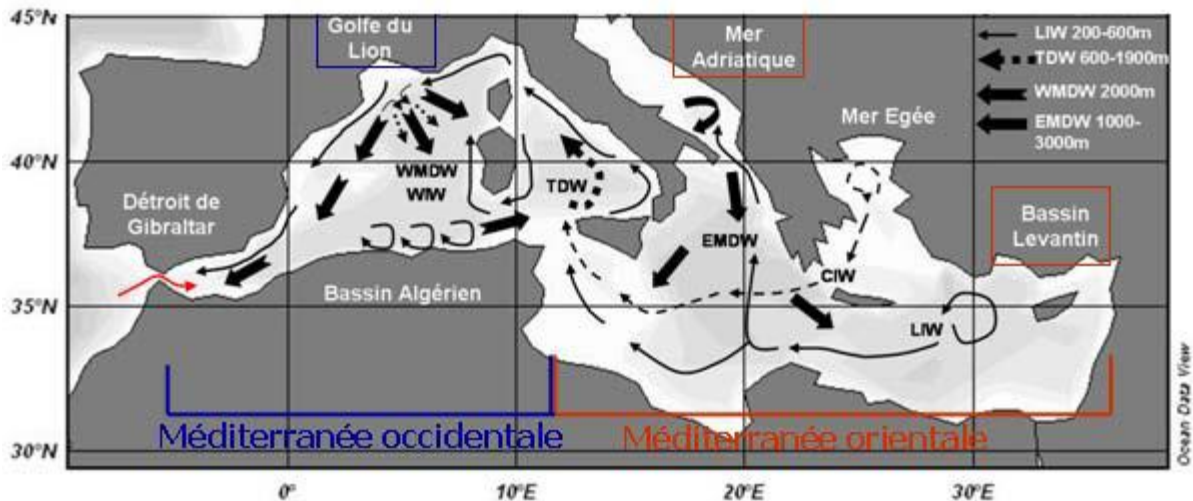 45°N
40°N
35°N
30°N
0°
10°E
20°E
30°E
Golfe du
Lion
Mer
Adriatique
LIW 200-600m
TDW 600-1900m
WMDW 2000m
EMDW 1000-
3000m
Mer Egée
Détroit de
Gibraltar
WMDW
WIW
TDW
EMDW
CIW
LIW
Bassin
Levantin
Bassin Algérien
Méditerranée occidentale
Méditerranée orientale
Ocean Data View